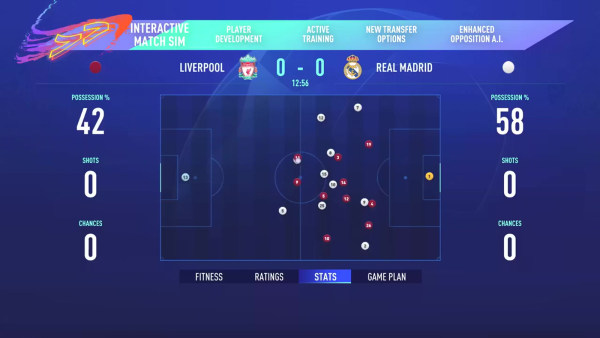 INTERACTIVE
MATCH SIM
PLAYER
DEVELOPMENT
ACTIVE
TRAINING
NEW TRANSFER
OPTIONS
ENHANCED
OPPOSITION A.I.
LIVERPOOL 0 - 0 REAL MADRID
12:56
POSSESSION %
42
SHOTS
0
CHANCES
0
POSSESSION %
58
SHOTS
0
CHANCES
0
FITNESS RATINGS STATS GAME PLAN